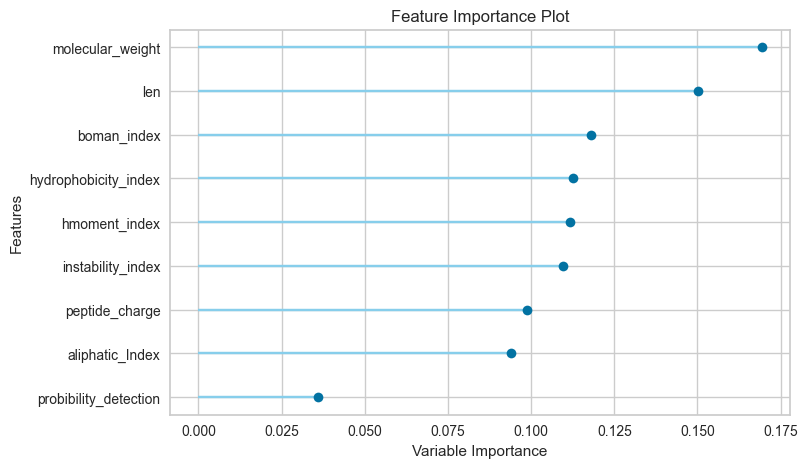 Feature Importance Plot
molecular_weight
len
boman_index
hydrophobicity_index
hmoment_index
instability_index
peptide_charge
aliphatic_Index
probibility_detection
Features
0.000 0.025 0.050 0.075 0.100 0.125 0.150 0.175
Variable Importance